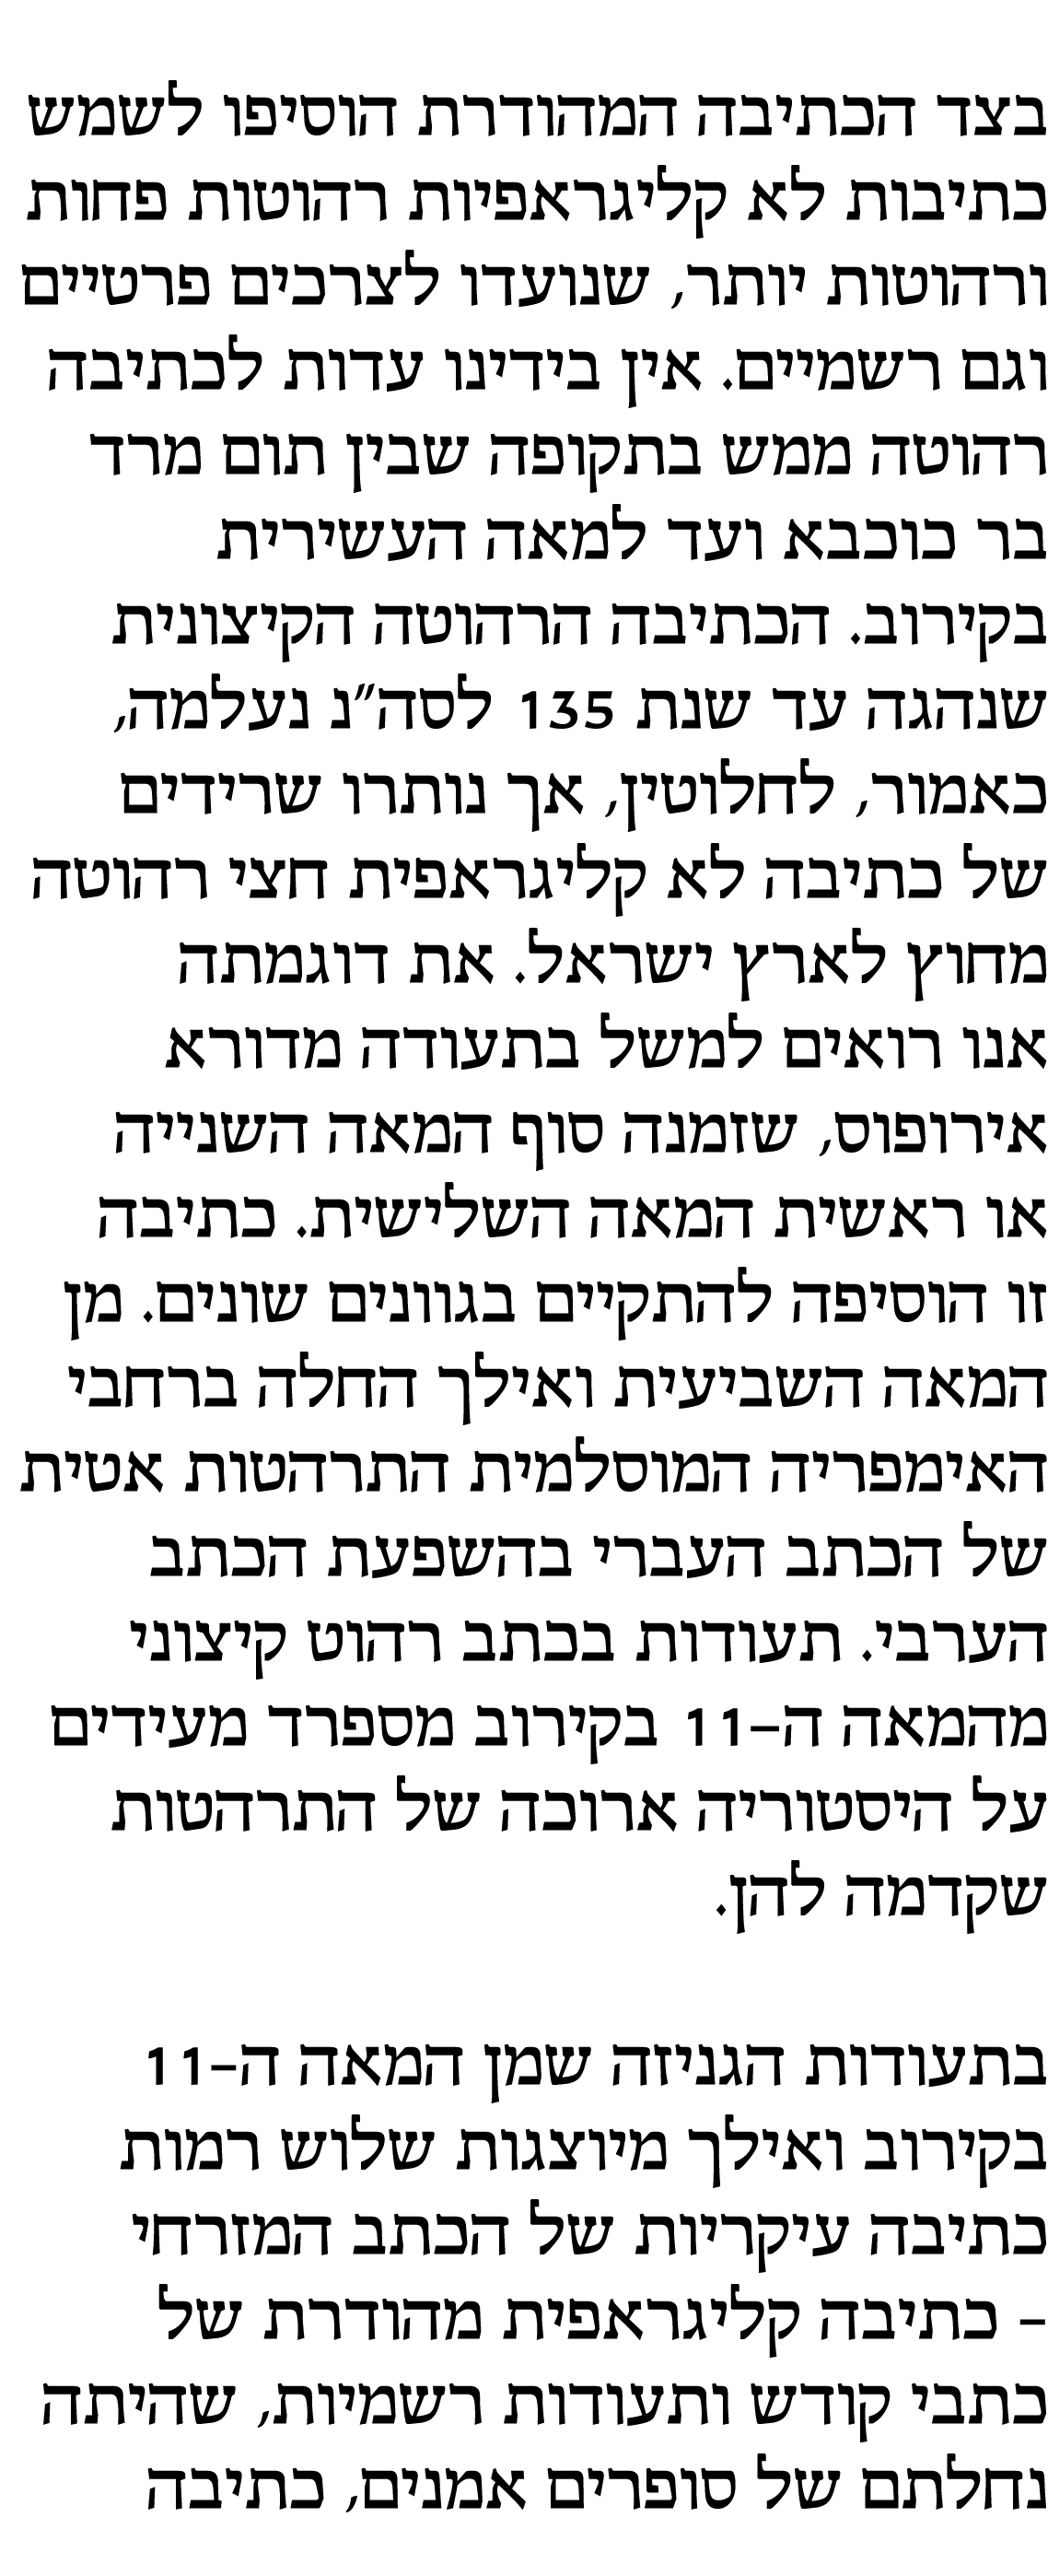 בצד הכתיבה המהודרת הוסיפו לשמש
כתיבות לא קליגראפיות רהוטות פחות
ורהוטות יותר, שנועדו לצרכים פרטיים
וגם רשמיים. אין בידינו עדות לכתיבה
רהוטה ממש בתקופה שבין תום מרד
בר כוכבא ועד למאה העשירית
בקירוב. הכתיבה הרהוטה הקיצונית
שנהגה עד שנת 135 לסה״נ נעלמה,
כאמור, לחלוטין, אך נותרו שרידים
של כתיבה לא קליגראפית חצי רהוטה
מחוץ לארץ ישראל. את דוגמתה
אנו רואים למשל בתעודה מדורא
אירופוס, שזמנה סוף המאה השנייה
או ראשית המאה השלישית. כתיבה
זו הוסיפה להתקיים בגוונים שונים. מן
המאה השביעית ואילך החלה ברחבי
האימפריה המוסלמית התרהטות אטית
של הכתב העברי בהשפעת הכתב
הערבי. תעודות בכתב רהוט קיצוני
מהמאה ה–11 בקירוב מספרד מעידים
על היסטוריה ארוכה של התרהטות
שקדמה להן.
בתעודות הגניזה שמן המאה ה–11
בקירוב ואילך מיוצגות שלוש רמות
כתיבה עיקריות של הכתב המזרחי
– כתיבה קליגראפית מהודרת של
כתבי קודש ותעודות רשמיות, שהיתה
נחלתם של סופרים אמנים, כתיבה